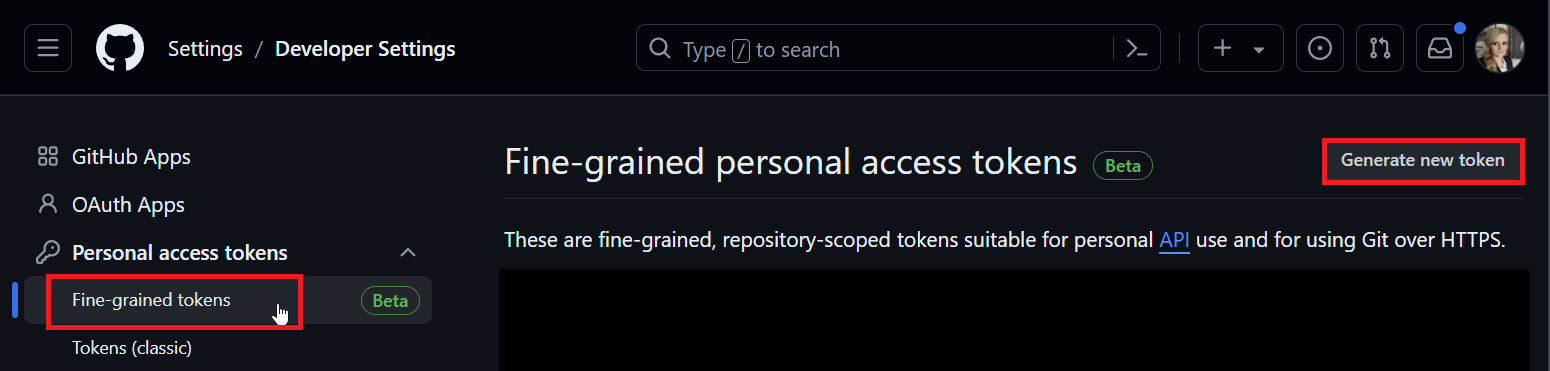 Settings / Developer Settings
Type / to search
GitHub Apps
OAuth Apps
Personal access tokens
Fine-grained tokens Beta
Tokens (classic)
Fine-grained personal access tokens Beta
Generate new token
These are fine-grained, repository-scoped tokens suitable for personal API use and for using Git over HTTPS.